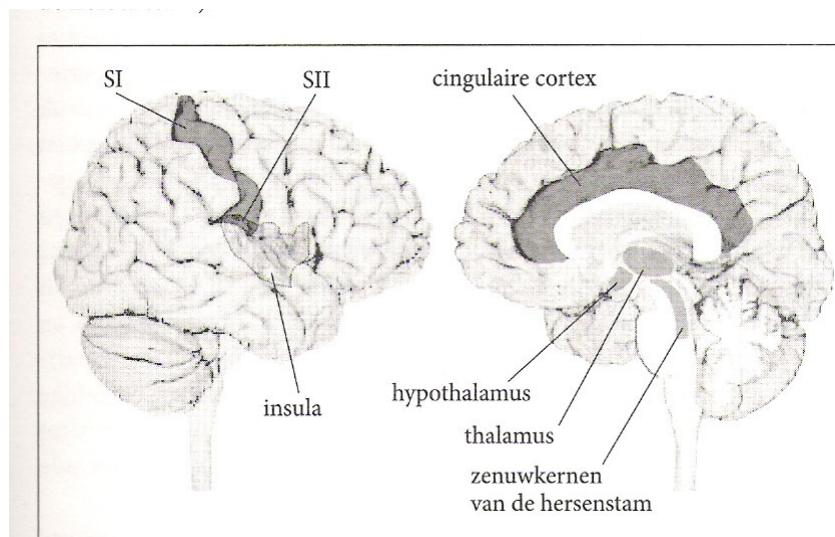 SI
SII
cingulaire cortex
insula
hypothalamus
thalamus
zenuwkernen
van de hersenstam